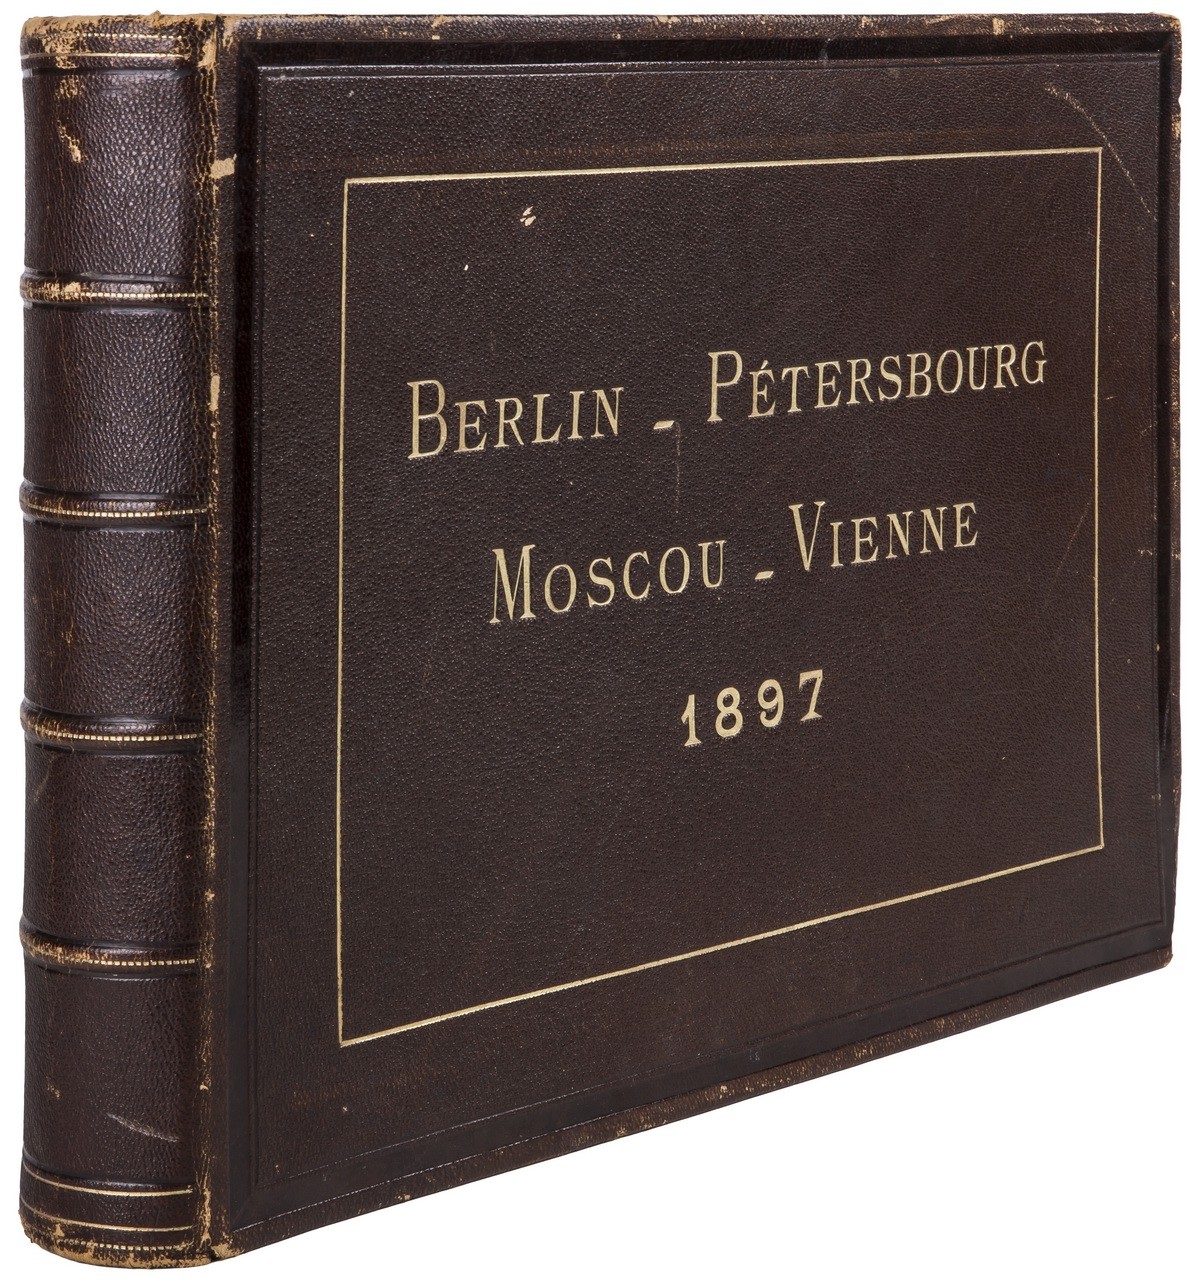 BERLIN - PÉTERSBOURG
MOSCOU - VIENNE
1897